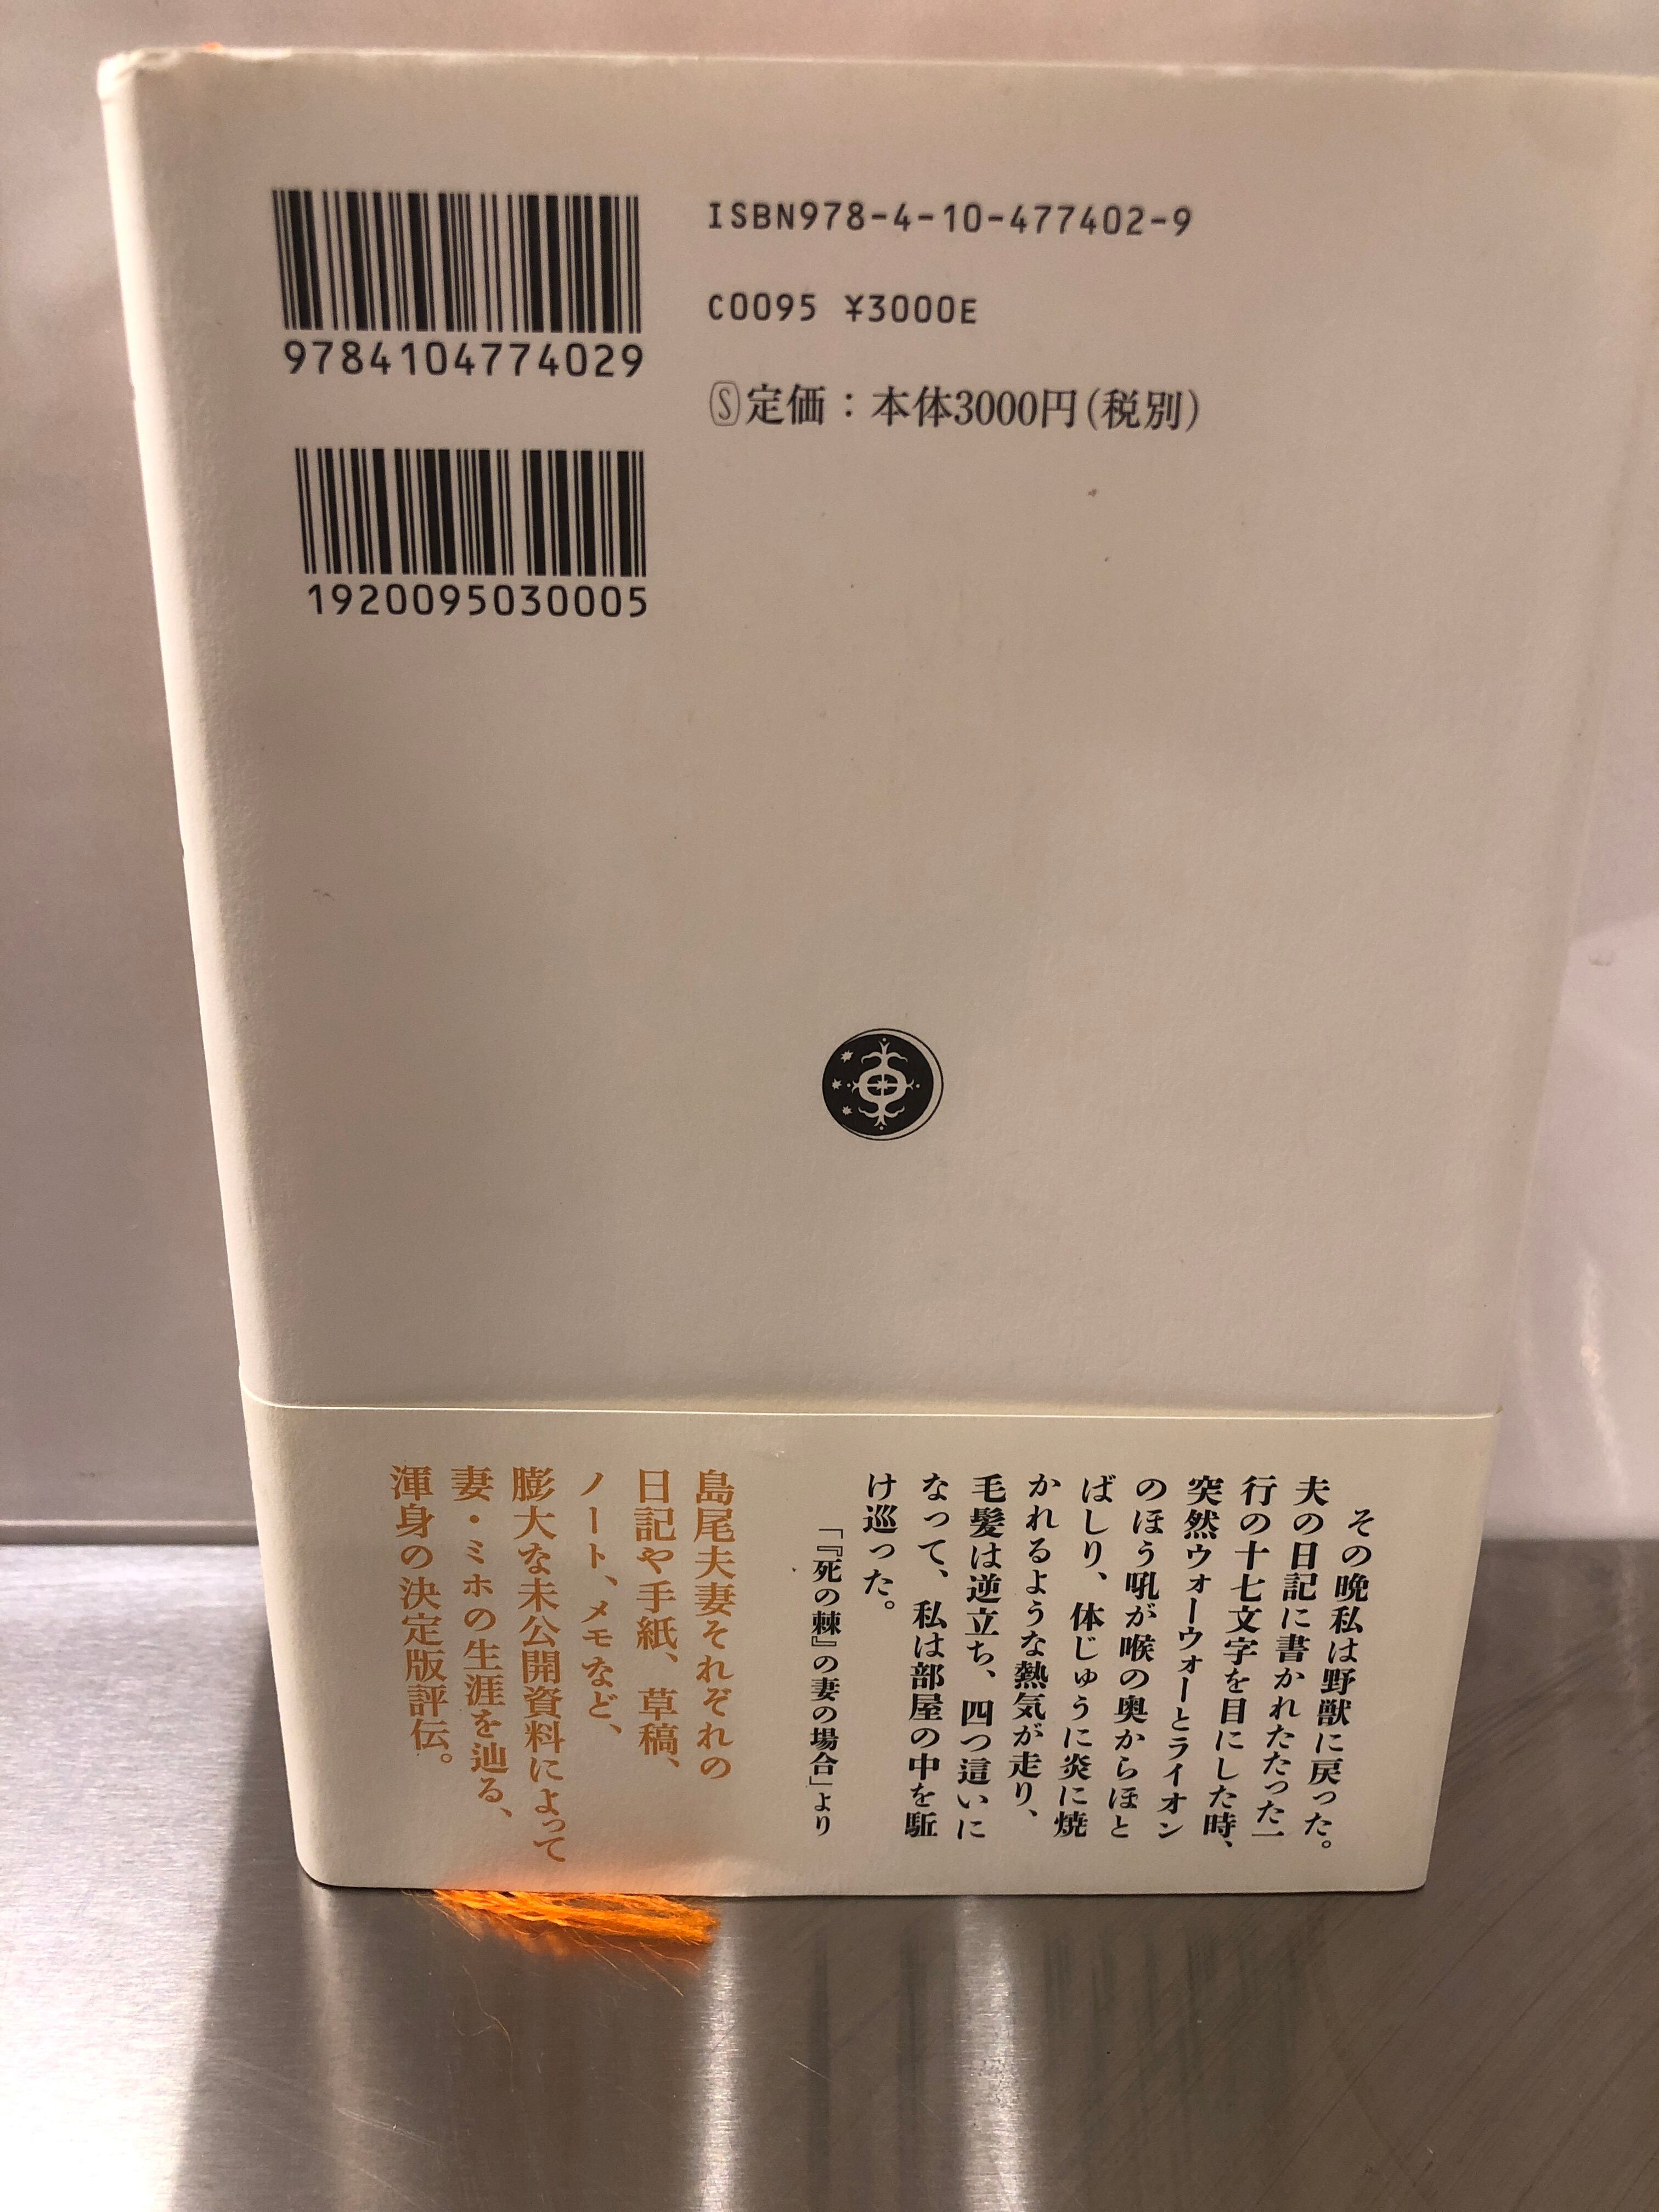 9784104774029
ISBN978-4-10-477402-9
C0095 ¥3000E
Ⓢ定価：本体3000円（税別）
1920095030005
その晩私は野獣に戻った。
夫の日記に書かれたたった一
行の十七文字を目にした時、
突然ウォーウォーとライオン
のほう吼が喉の奥からほと
ばしり、体じゅうに炎に焼
かれるような熱気が走り、
毛髪は逆立ち、四つ這いに
なって、私は部屋の中を駈
け巡った。
「『死の棘』の妻の場合」より
島尾夫妻それぞれの
日記や手紙、草稿、
ノート、メモなど、
膨大な未公開資料によって
妻・ミホの生涯を辿る、
渾身の決定版評伝。